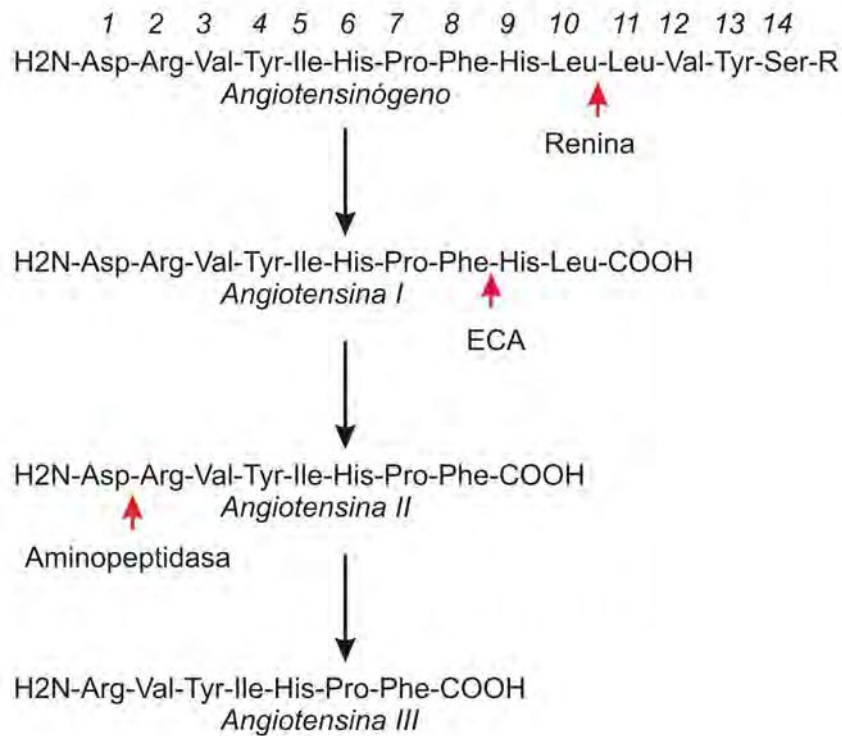 1 2 3 4 5 6 7 8 9 10 11 12 13 14
H2N-Asp-Arg-Val-Tyr-Ile-His-Pro-Phe-His-Leu-Leu-Val-Tyr-Ser-R
Angiotensinógeno
Renina
H2N-Asp-Arg-Val-Tyr-Ile-His-Pro-Phe-His-Leu-COOH
Angiotensina I
ECA
H2N-Asp-Arg-Val-Tyr-Ile-His-Pro-Phe-COOH
Angiotensina II
Aminopeptidasa
H2N-Arg-Val-Tyr-Ile-His-Pro-Phe-COOH
Angiotensina III